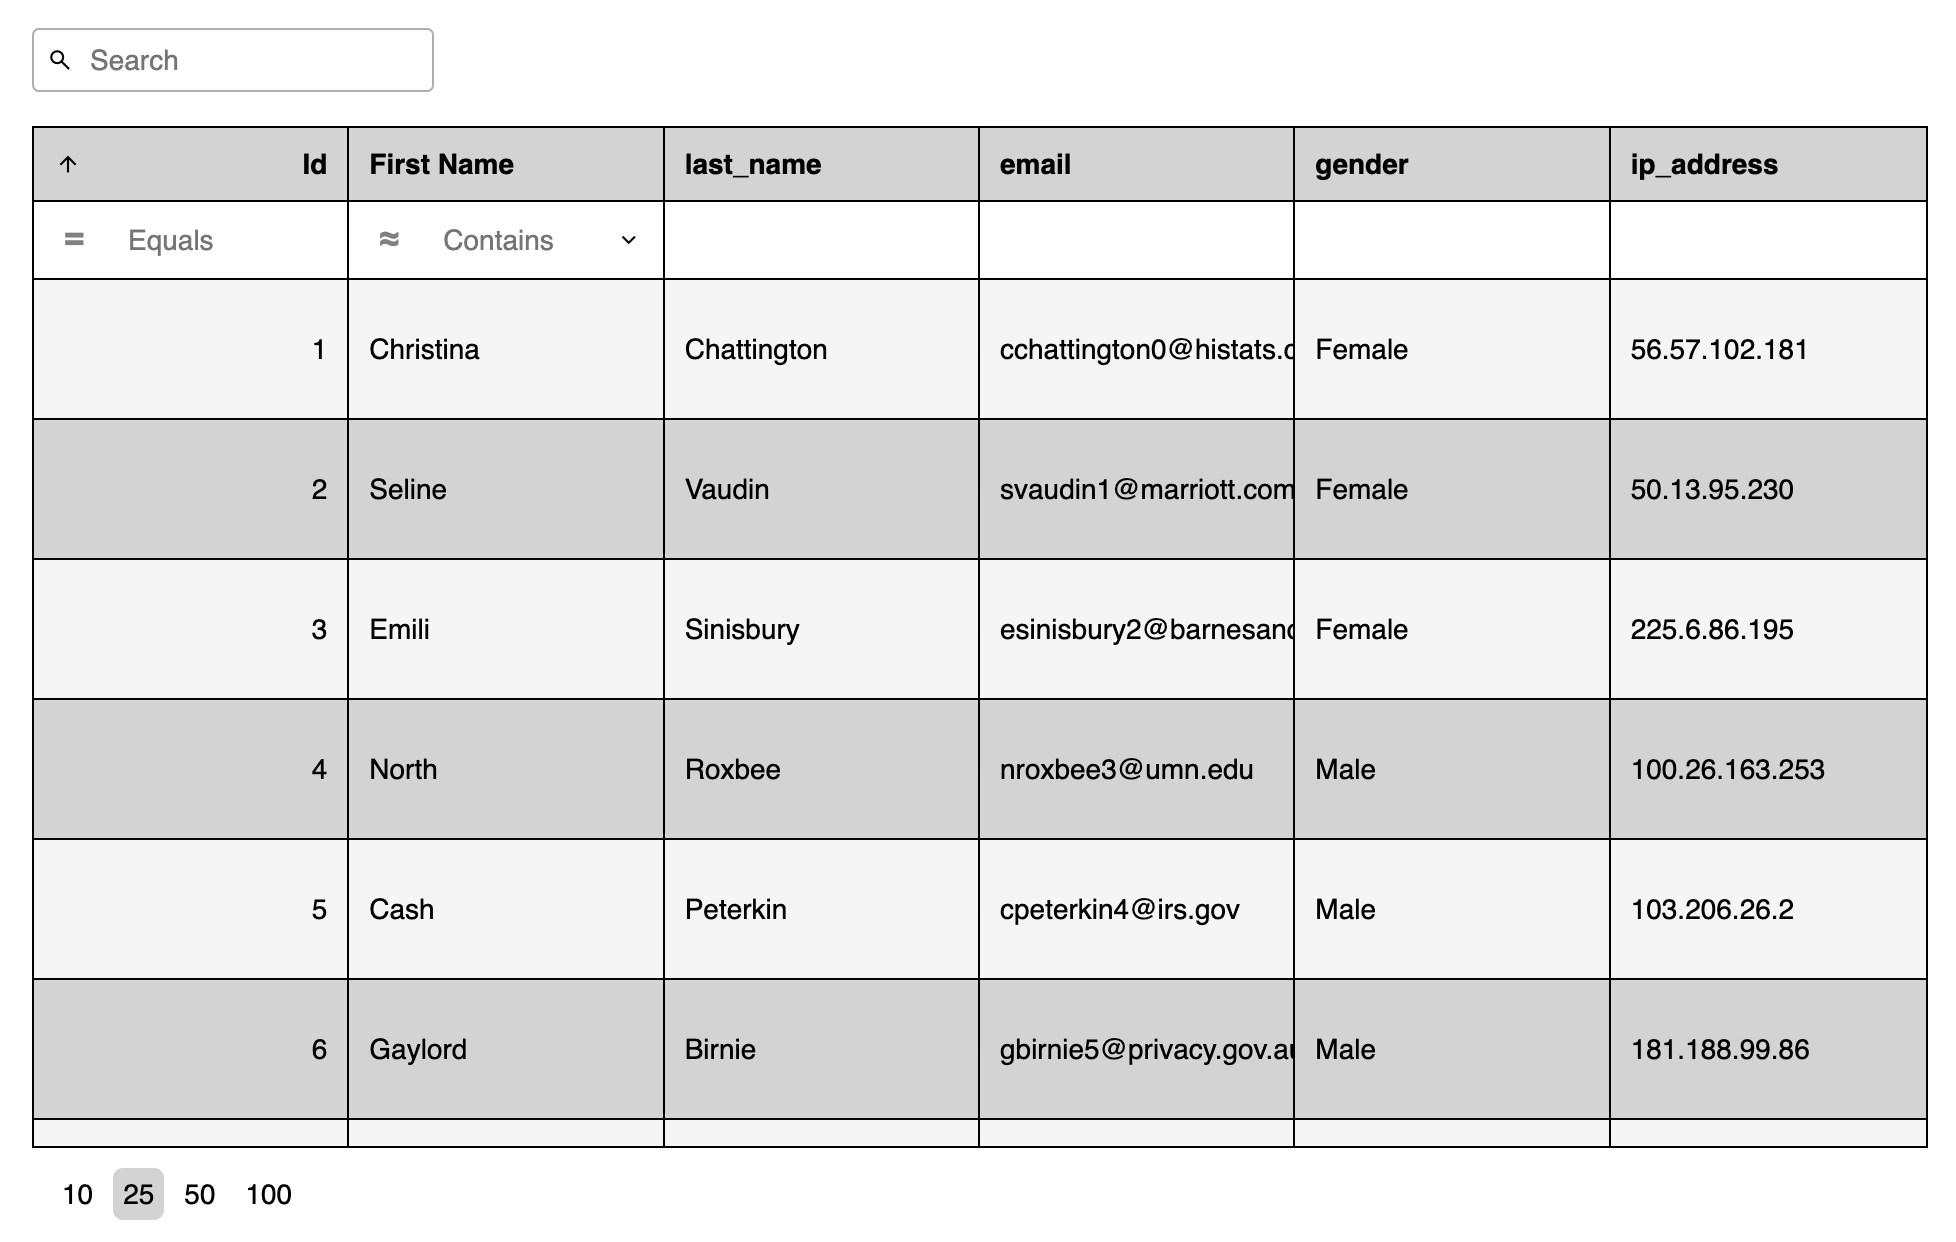 Search
Id First Name last_name email gender ip_address
= Equals ≈ Contains
1 Christina Chattington cchattington0@histats.c Female 56.57.102.181
2 Seline Vaudin svaudin1@marriott.com Female 50.13.95.230
3 Emili Sinisbury esinisbury2@barnesand Female 225.6.86.195
4 North Roxbee nroxbee3@umn.edu Male 100.26.163.253
5 Cash Peterkin cpeterkin4@irs.gov Male 103.206.26.2
6 Gaylord Birnie gbirnie5@privacy.gov.au Male 181.188.99.86
10 25 50 100